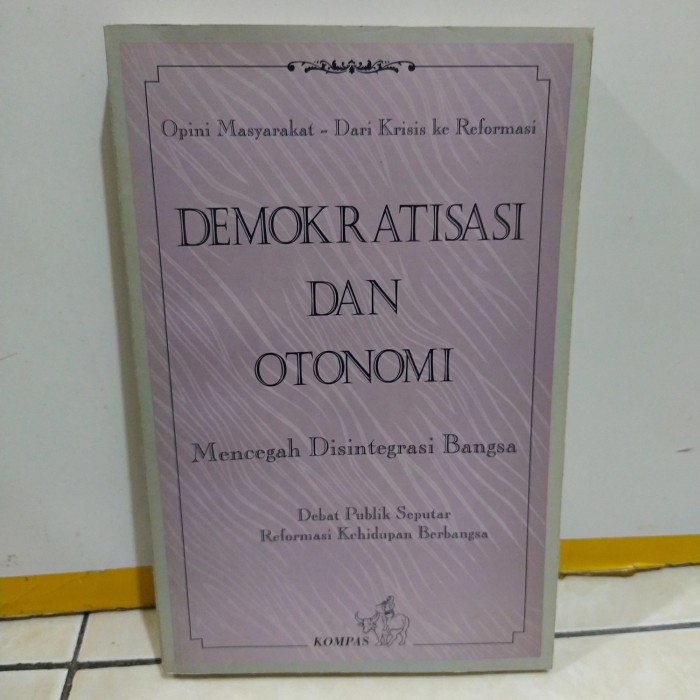 Opini Masyarakat - Dari Krisis ke Reformasi
DEMOKRATISASI
DAN
OTONOMI
Mencegah Disintegrasi Bangsa
Debat Publik Seputar
Reformasi Kehidupan Berbangsa
KOMPAS